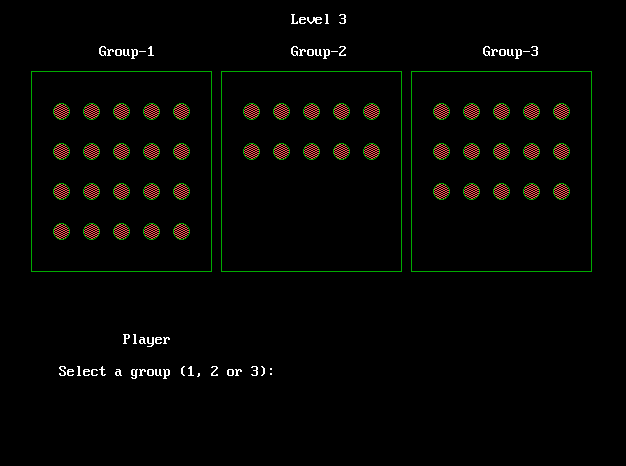 Level 3
Group-1 Group-2 Group-3
Player
Select a group (1, 2 or 3):